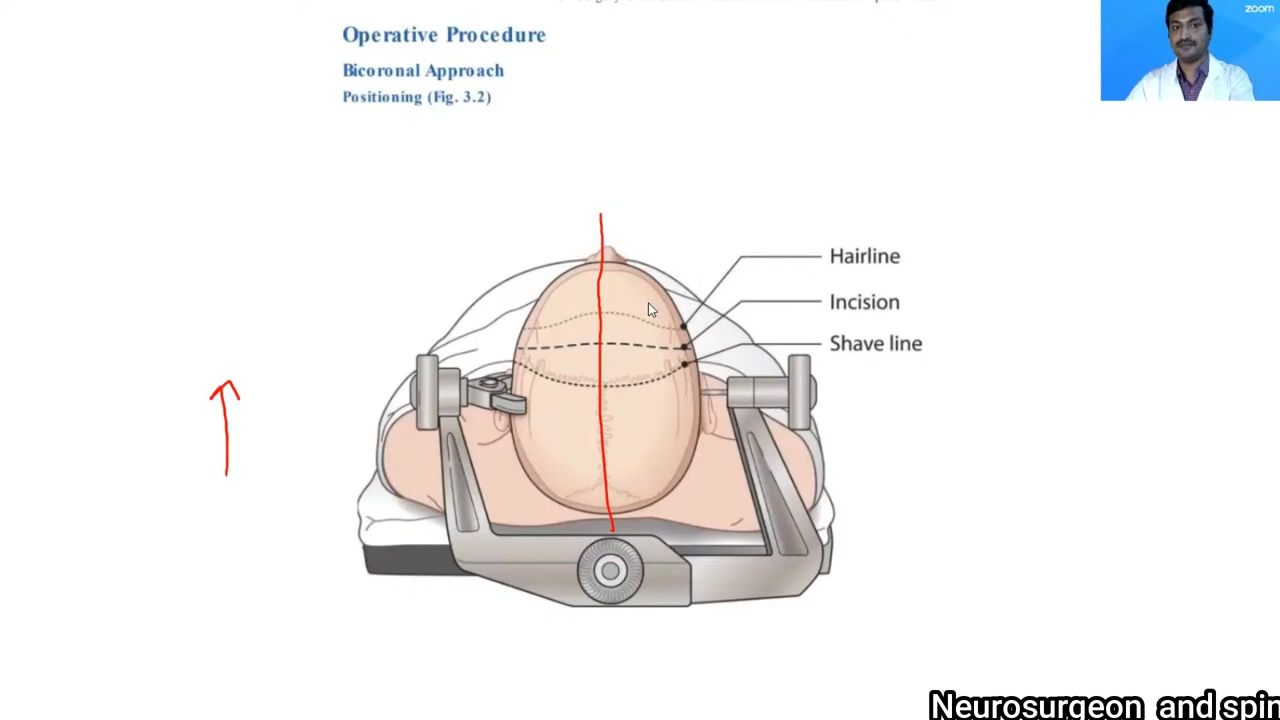 zoom
Operative Procedure
Bicoronal Approach
Positioning (Fig. 3.2)
Hairline
Incision
Shave line
Neurosurgeon and spin